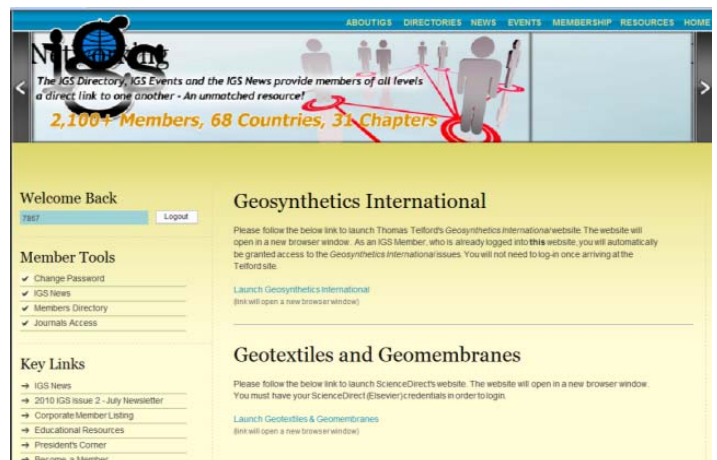 ABOUTIGS DIRECTORIES NEWS EVENTS MEMBERSHIP RESOURCES HOME
igs
Networking
The IGS Directory, IGS Events and the IGS News provide members of all levels
a direct link to one another - An unmatched resource!
2,100+ Members, 68 Countries, 31 Chapters
Welcome Back
7857 Logout
Member Tools
Change Password
IGS News
Members Directory
Journals Access
Key Links
IGS News
2010 IGS Issue 2 - July Newsletter
Corporate Member Listing
Educational Resources
President's Corner
Become a Member
Geosynthetics International
Please follow the below link to launch Thomas Telford's Geosynthetics International website. The website will
open in a new browser window. As an IGS Member, who is already logged into this website, you will automatically
be granted access to the Geosynthetics International issues. You will not need to log-in once arriving at the
Telford site.
Launch Geosynthetics International
(link will open a new browser window)
Geotextiles and Geomembranes
Please follow the below link to launch ScienceDirect's website. The website will open in a new browser window.
You must have your ScienceDirect (Elsevier) credentials in order to login.
Launch Geotextiles & Geomembranes
(link will open a new browser window)